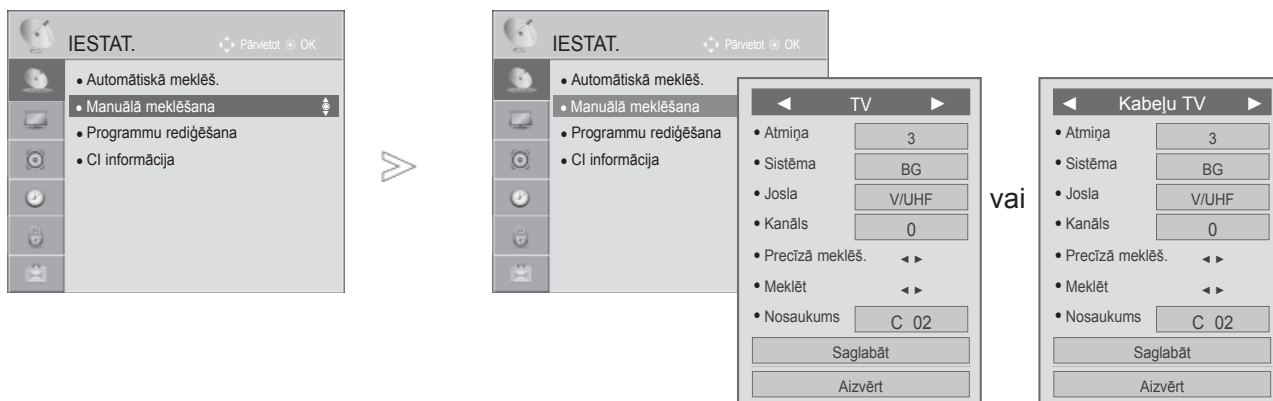 IESTAT.
Pārvietot OK
• Automātiskā meklēš.
• Manuālā meklēšana
• Programmu rediģēšana
• CI informācija
IESTAT.
Pārvietot OK
• Automātiskā meklēš.
• Manuālā meklēšana
• Programmu rediģēšana
• CI informācija
◄ TV ►
• Atmiņa 3
• Sistēma BG
• Josla V/UHF
• Kanāls 0
• Precīzā meklēš. ◄ ►
• Meklēt ◄ ►
• Nosaukums C 02
Saglabāt
Aizvērt
vai
◄ Kabeļu TV ►
• Atmiņa 3
• Sistēma BG
• Josla V/UHF
• Kanāls 0
• Precīzā meklēš. ◄ ►
• Meklēt ◄ ►
• Nosaukums C 02
Saglabāt
Aizvērt